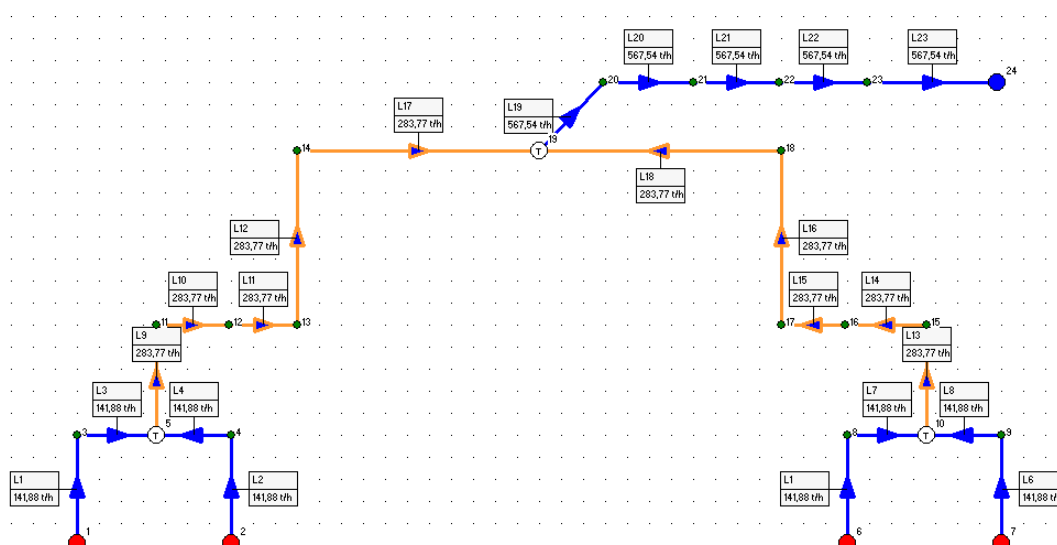 L20
567,54 t/h
L21
567,54 t/h
L22
567,54 t/h
L23
567,54 t/h
24
20
21
22
23
L17
283,77 t/h
L19
567,54 t/h
19
14
T
18
L18
283,77 t/h
L12
283,77 t/h
L16
283,77 t/h
L10
283,77 t/h
L11
283,77 t/h
L15
283,77 t/h
L14
283,77 t/h
11
12
13
17
16
15
L9
283,77 t/h
L13
283,77 t/h
L3
141,88 t/h
L4
141,88 t/h
L7
141,88 t/h
L8
141,88 t/h
3
5
T
4
8
10
T
9
L1
141,88 t/h
L2
141,88 t/h
L1
141,88 t/h
L6
141,88 t/h
1
2
6
7